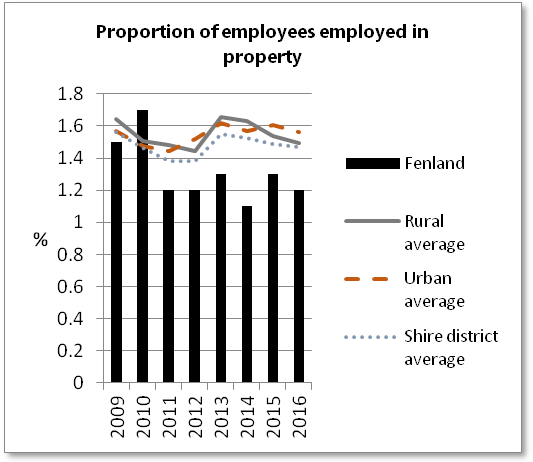 Proportion of employees employed in
property
1.8
1.6
1.4
1.2
1
0.8
0.6
0.4
0.2
0
%
2009
2010
2011
2012
2013
2014
2015
2016
Fenland
Rural
average
Urban
average
Shire district
average